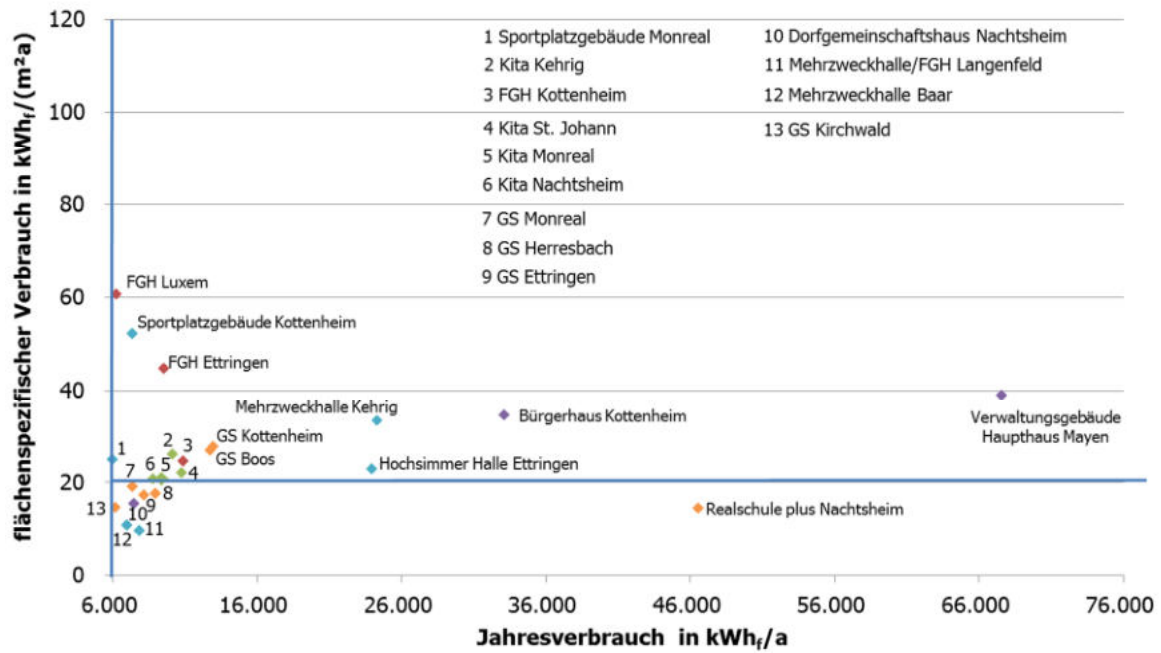 flächenspezifischer Verbrauch in kWhf/(m²a)
120
100
80
60
40
20
0
1 Sportplatzgebäude Monreal
2 Kita Kehrig
3 FGH Kottenheim
4 Kita St. Johann
5 Kita Monreal
6 Kita Nachtsheim
7 GS Monreal
8 GS Herresbach
9 GS Ettringen
10 Dorfgemeinschaftshaus Nachtsheim
11 Mehrzweckhalle/FGH Langenfeld
12 Mehrzweckhalle Baar
13 GS Kirchwald
FGH Luxem
Sportplatzgebäude Kottenheim
FGH Ettringen
Mehrzweckhalle Kehrig
Bürgerhaus Kottenheim
Verwaltungsgebäude
Haupthaus Mayen
GS Kottenheim
GS Boos
Hochsimmer Halle Ettringen
Realschule plus Nachtsheim
1
2
3
6
5
4
7
8
13
10
9
12
11
6.000
16.000
26.000
36.000
46.000
56.000
66.000
76.000
Jahresverbrauch in kWhf/a